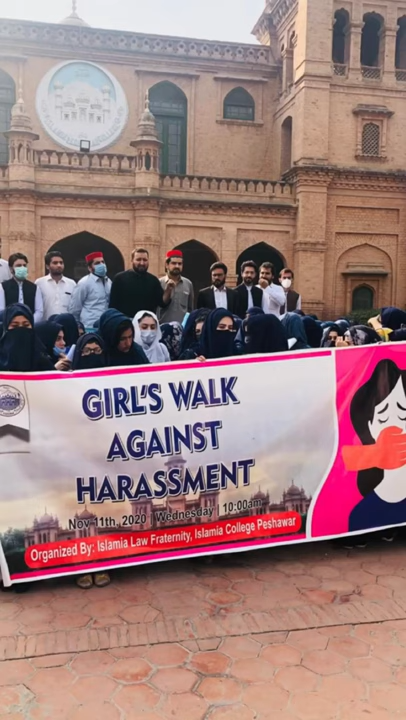 GIRL'S WALK
AGAINST
HARASSMENT
Nov 11th, 2020 | Wednesday | 10:00am
Organized By: Islamia Law Fraternity, Islamia College Peshawar